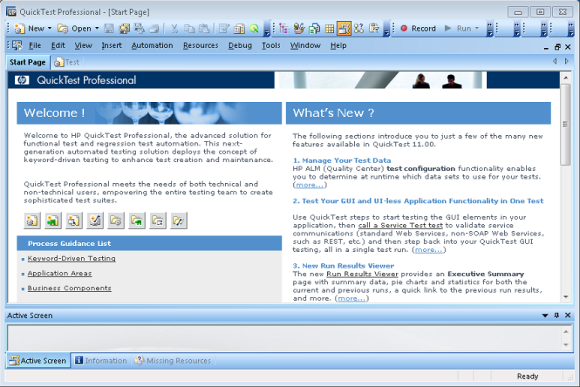 QuickTest Professional - [Start Page]
New Open Record Run
File Edit View Insert Automation Resources Debug Tools Window Help
Start Page Test
hp QuickTest Professional
Welcome !
Welcome to HP QuickTest Professional, the advanced solution for
functional test and regression test automation. This next-
generation automated testing solution deploys the concept of
keyword-driven testing to enhance test creation and maintenance.
QuickTest Professional meets the needs of both technical and
non-technical users, empowering the entire testing team to create
sophisticated test suites.
Process Guidance List
Keyword-Driven Testing
Application Areas
Business Components
What's New ?
The following sections introduce you to just a few of the many new
features available in QuickTest 11.00.
1. Manage Your Test Data
HP ALM (Quality Center) test configuration functionality enables
you to determine at runtime which data sets to use for your tests.
(more...)
2. Test Your GUI and UI-less Application Functionality in One Test
Use QuickTest steps to start testing the GUI elements in your
application, then call a Service Test test to validate service
communications (standard Web Services, non-SOAP Web Services,
such as REST, etc.) and then step back into your QuickTest GUI
testing, all in a single test run. (more...)
3. New Run Results Viewer
The new Run Results Viewer provides an Executive Summary
page with summary data, pie charts and statistics for both the
current and previous runs, a quick link to the previous run results,
and more. (more...)
Active Screen
Active Screen Information Missing Resources
Ready